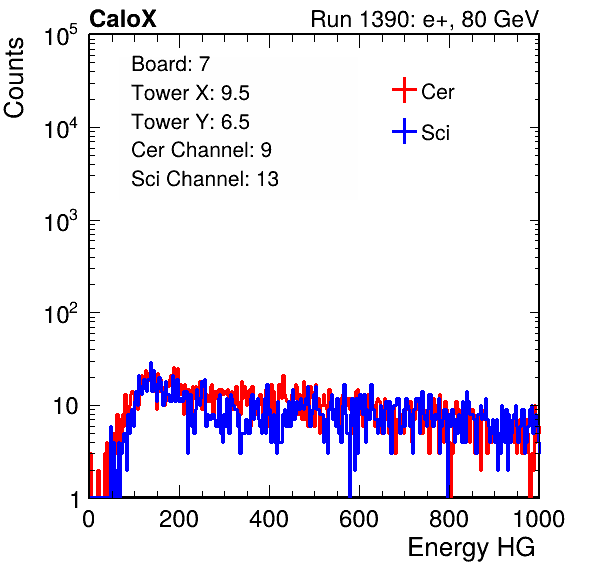 CaloX Run 1390: e+, 80 GeV
Counts
Board: 7
Tower X: 9.5
Tower Y: 6.5
Cer Channel: 9
Sci Channel: 13
Cer
Sci
10^5
10^4
10^3
10^2
10
1
0 200 400 600 800 1000
Energy HG